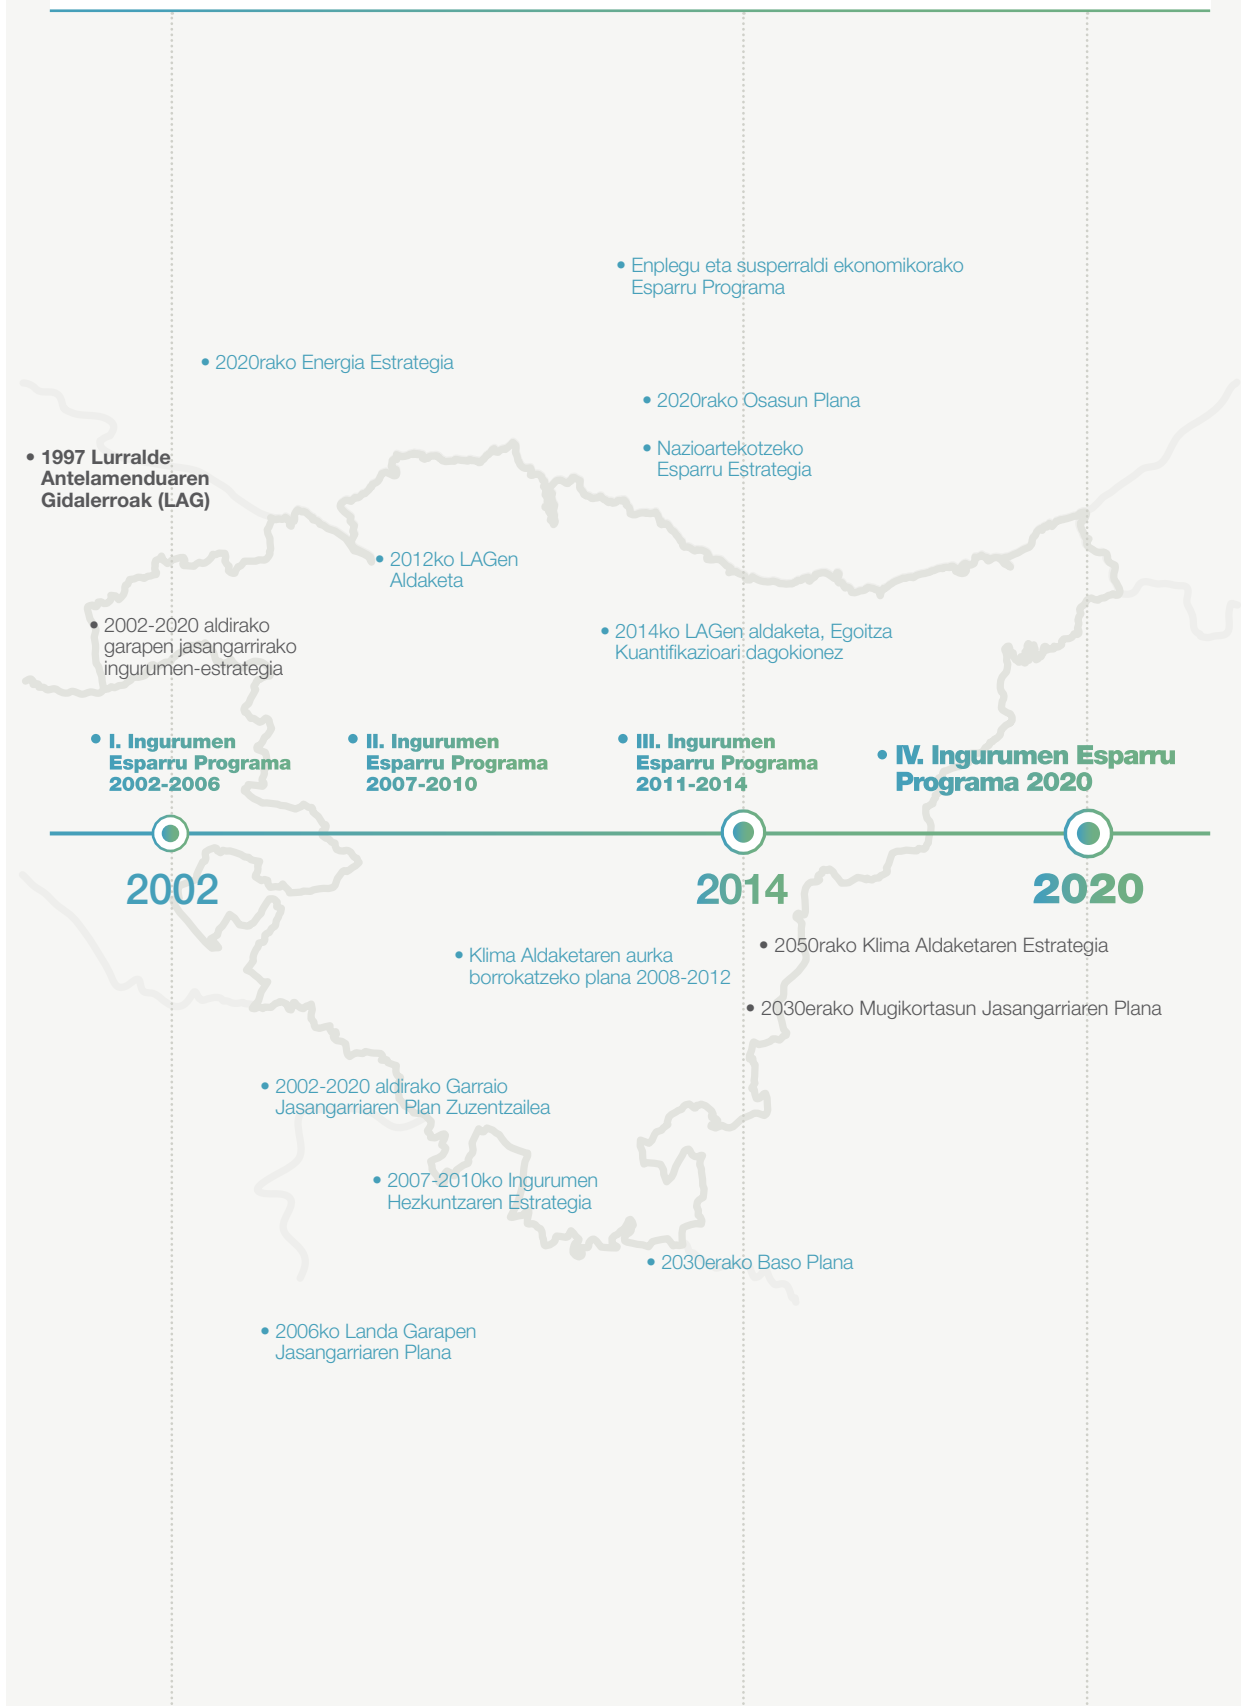 • Enplegu eta susperraldi ekonomikorako
Esparru Programa
• 2020rako Energia Estrategia
• 2020rako Osasun Plana
• Nazioartekotzeko
Esparru Estrategia
• 1997 Lurralde
Antelamenduaren
Gidalerroak (LAG)
• 2012ko LAGen
Aldaketa
• 2002-2020 aldirako
garapen jasangarrirako
ingurumen-estrategia
• 2014ko LAGen aldaketa, Egoitza
Kuantifikazioari dagokionez
• I. Ingurumen
Esparru Programa
2002-2006
• II. Ingurumen
Esparru Programa
2007-2010
• III. Ingurumen
Esparru Programa
2011-2014
• IV. Ingurumen Esparru
Programa 2020
2002
2014
2020
• Klima Aldaketaren aurka
borrokatzeko plana 2008-2012
• 2050rako Klima Aldaketaren Estrategia
• 2030erako Mugikortasun Jasangarriaren Plana
• 2002-2020 aldirako Garraio
Jasangarriaren Plan Zuzentzailea
• 2007-2010ko Ingurumen
Hezkuntzaren Estrategia
• 2030erako Baso Plana
• 2006ko Landa Garapen
Jasangarriaren Plana